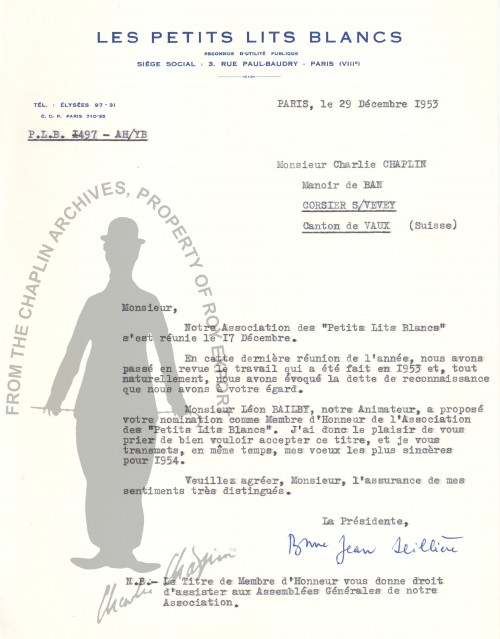 LES PETITS LITS BLANCS
RECONNUE D'UTILITÉ PUBLIQUE
SIÈGE SOCIAL : 3, RUE PAUL-BAUDRY - PARIS (VIIIe)
TÉL. : ÉLYSÉES 97-31
C. C. P. PARIS 710-35
PARIS, le 29 Décembre 1953
P.L.B. 1497 - AH/YB
Monsieur Charlie CHAPLIN
Manoir de BAN
CORSIER S/VEVEY
Canton de VAUX (Suisse)
FROM THE CHAPLIN ARCHIVES, PROPERTY OF ROY EXPORT
Monsieur,
Notre Association des "Petits Lits Blancs"
s'est réunie le 17 Décembre.
En cette dernière réunion de l'année, nous avons
passé en revue le travail qui a été fait en 1953 et, tout
naturellement, nous avons évoqué la dette de reconnaissance
que nous avons à votre égard.
Monsieur Léon BAILBY, notre Animateur, a proposé
votre nomination comme Membre d'Honneur de l'Association
des "Petits Lits Blancs". J'ai donc le plaisir de vous
prier de bien vouloir accepter ce titre, et je vous
transmets, en même temps, mes voeux les plus sincères
pour 1954.
Veuillez agréer, Monsieur, l'assurance de mes
sentiments très distingués.
La Présidente,
Bonne Jean Seillière
Charlie Chaplin
N.B.- Le Titre de Membre d'Honneur vous donne droit
d'assister aux Assemblées Générales de notre
Association.